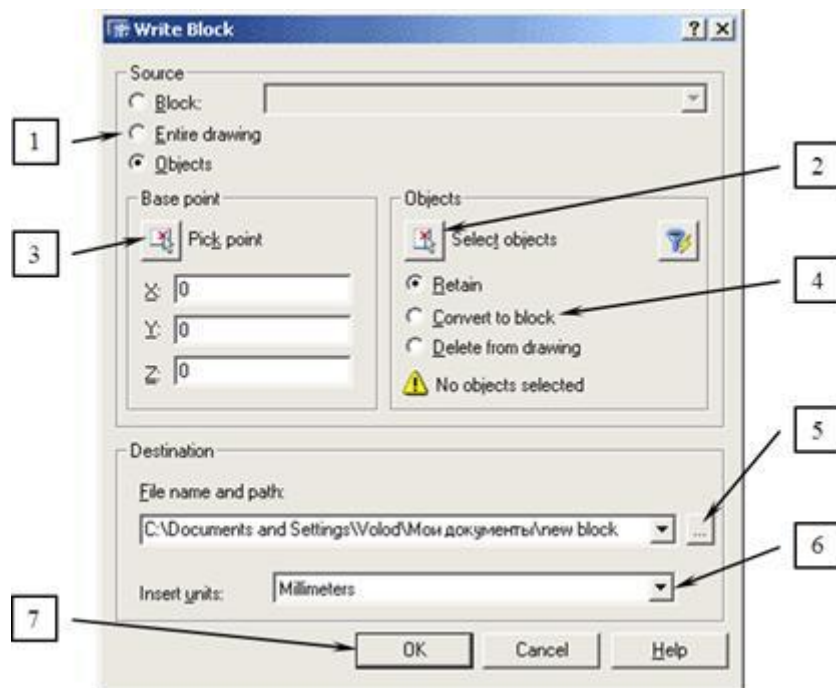 Write Block
Source
Block:
1
Entire drawing
Objects
2
Base point
Objects
3
Pick point
Select objects
X: 0
Retain
4
Y: 0
Convert to block
Z: 0
Delete from drawing
No objects selected
5
Destination
File name and path:
C:\Documents and Settings\Volod\Мои документы\new block
...
6
Insert units:
Millimeters
7
OK
Cancel
Help